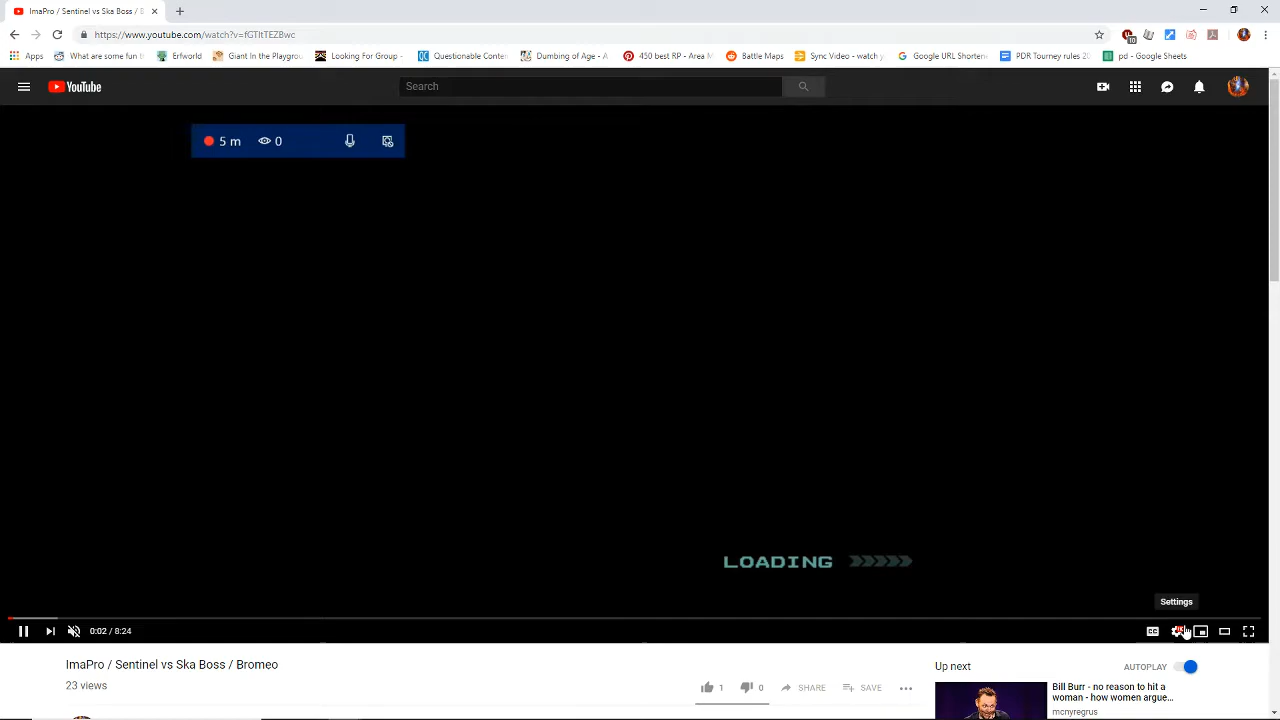 ImaPro / Sentinel vs Ska Boss / B
https://www.youtube.com/watch?v=fGTItTEZBwc
Apps What are some fun t Erfworld Giant In the Playgrou Looking For Group - Questionable Conten Dumbing of Age - A 450 best RP - Area M Battle Maps Sync Video - watch y Google URL Shortene PDR Tourney rules 20 pd - Google Sheets
YouTube Search
5 m 0
LOADING
Settings
0:02 / 8:24 CC
ImaPro / Sentinel vs Ska Boss / Bromeo
23 views
1 0 SHARE SAVE
Up next AUTOPLAY
Bill Burr - no reason to hit a
woman - how women argue...
mcnyregrus